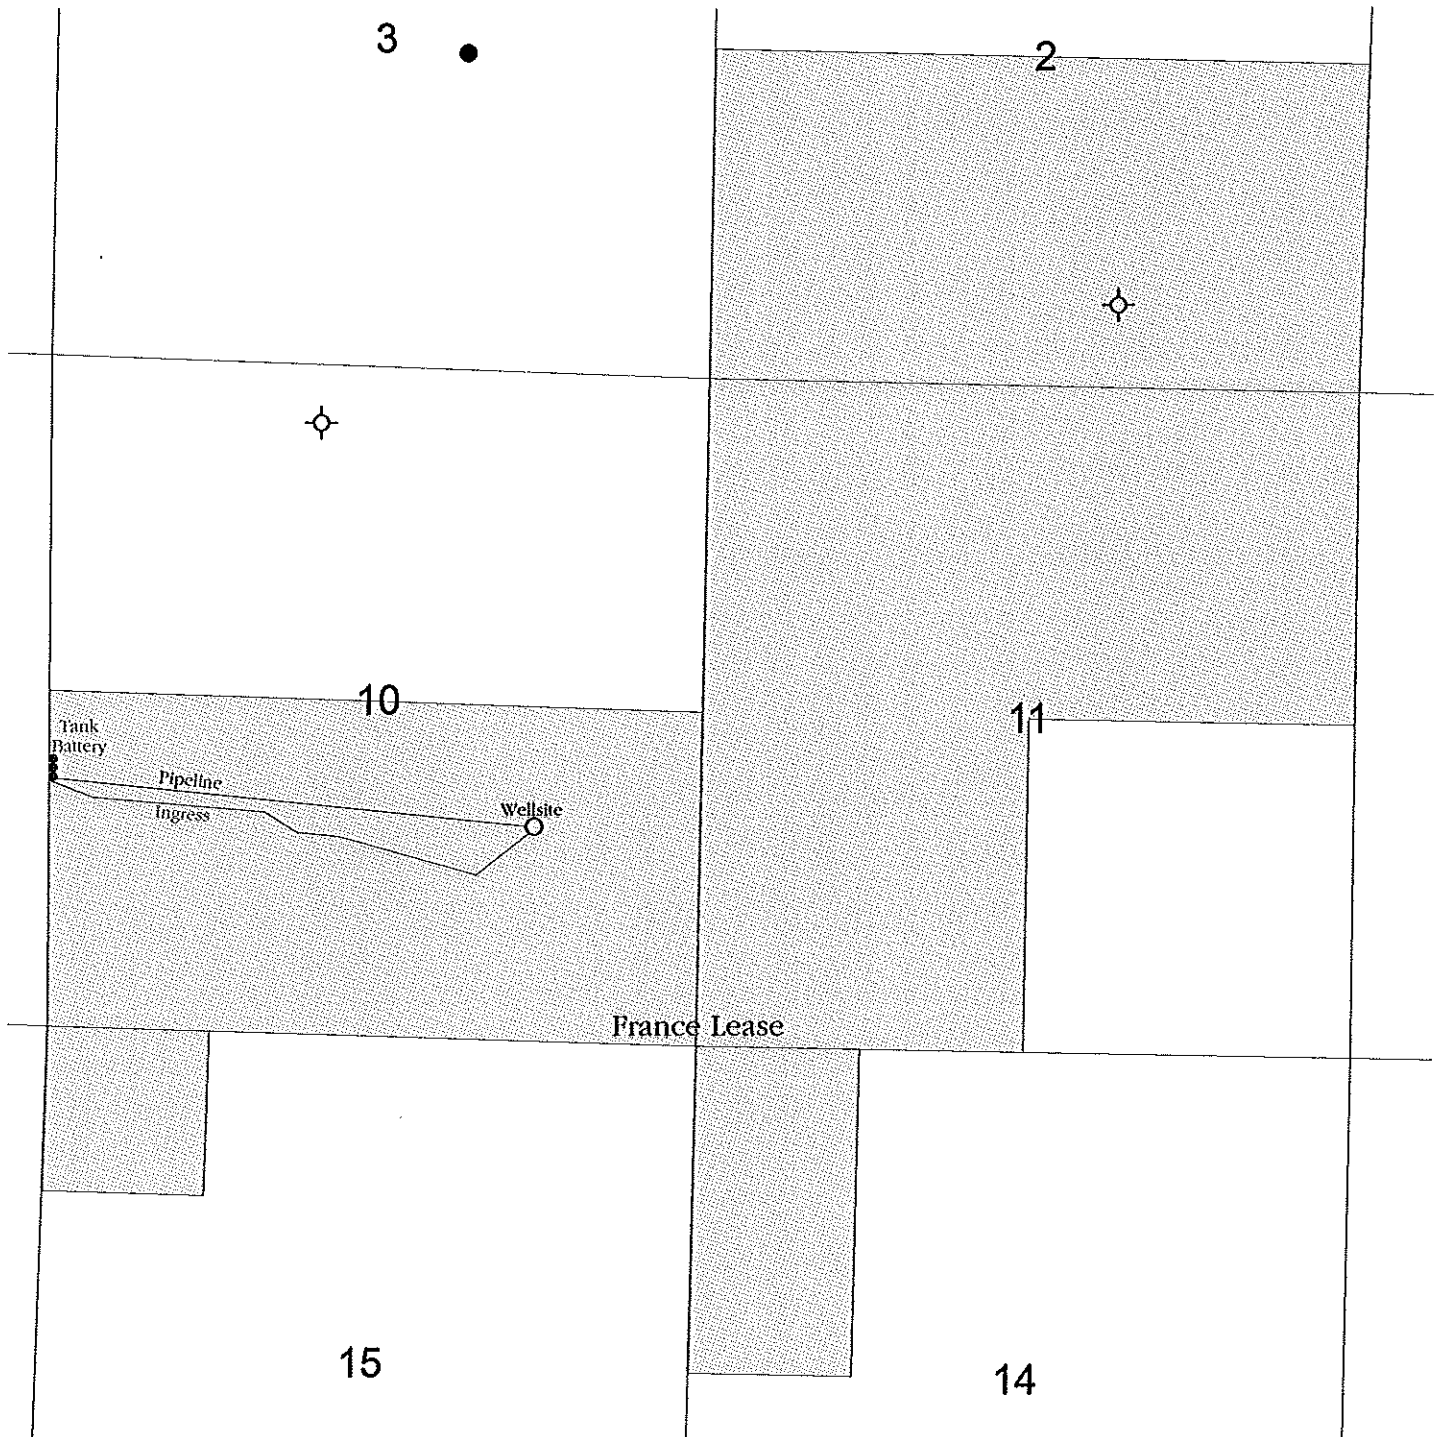 3
2
10
11
Tank
Battery
Pipeline
Ingress
Wellsite
France Lease
15
14